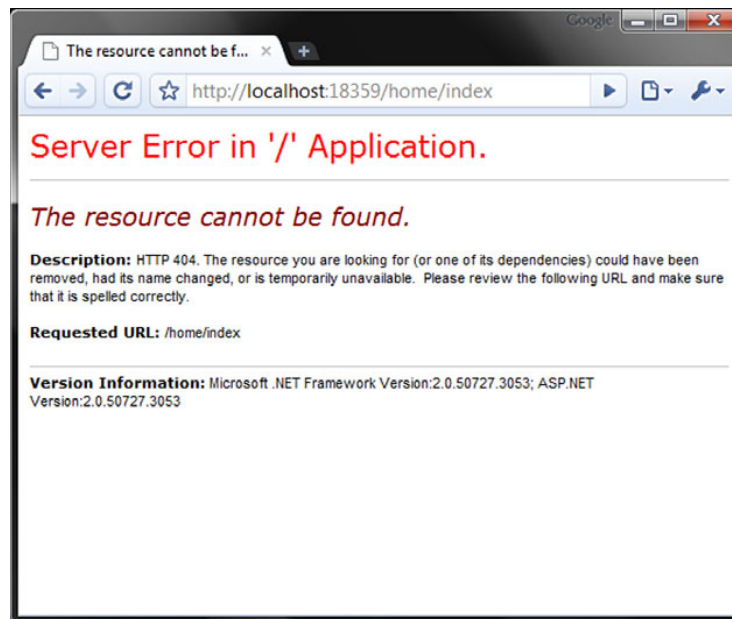 Google
The resource cannot be f...
http://localhost:18359/home/index
Server Error in '/' Application.
The resource cannot be found.
Description: HTTP 404. The resource you are looking for (or one of its dependencies) could have been
removed, had its name changed, or is temporarily unavailable.  Please review the following URL and make sure
that it is spelled correctly.
Requested URL: /home/index
Version Information: Microsoft .NET Framework Version:2.0.50727.3053; ASP.NET
Version:2.0.50727.3053